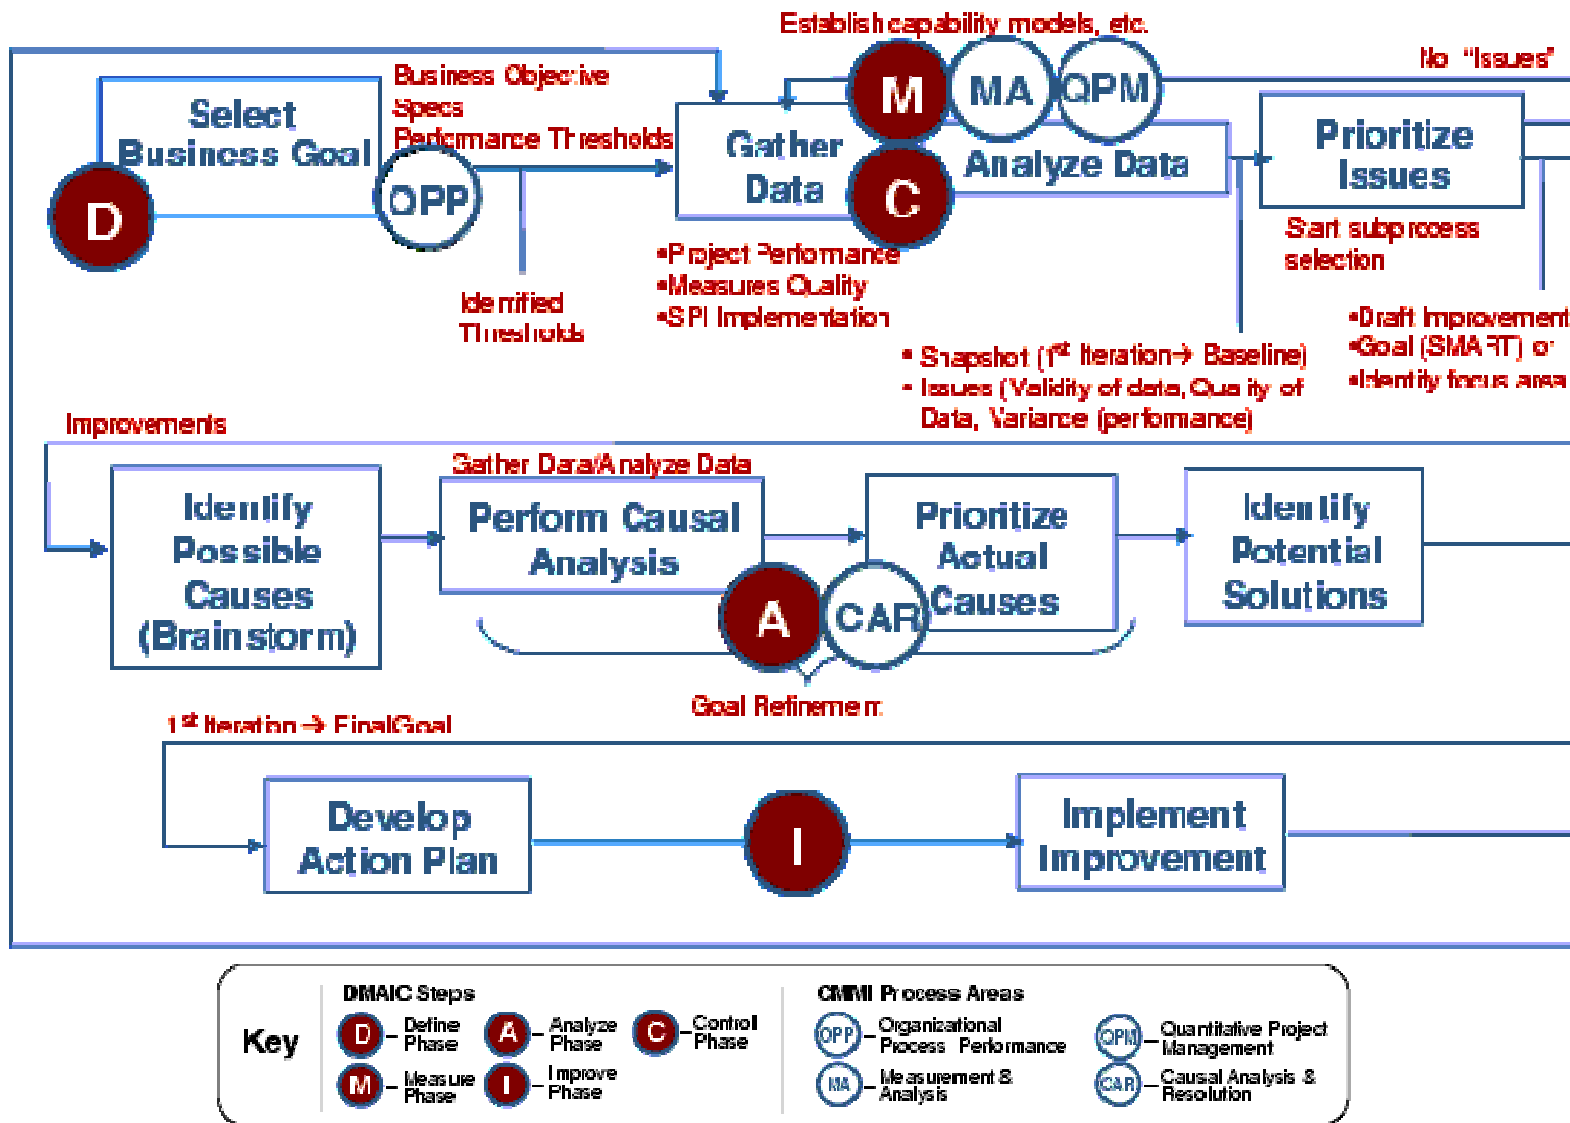 Establish capability models, etc.
No "Issues"
Business Objective
Specs
Performance Thresholds
Select
Business Goal
D
OPP
Identified
Thresholds
M
MA
QPM
Gather
Data
C
Analyze Data
•Project Performance
•Measures Quality
•SPI Implementation
Prioritize
Issues
Start subprocess
selection
• Snapshot (1st Iteration→ Baseline)
• Issues (Validity of data, Quality of
Data, Variance (performance)
•Draft Improvement
•Goal (SMART) or
•Identify focus area
Improvements
Identify
Possible
Causes
(Brainstorm)
Gather Data/Analyze Data
Perform Causal
Analysis
A
CAR
Prioritize
Actual
Causes
Identify
Potential
Solutions
Goal Refinement
1st Iteration → Final Goal
Develop
Action Plan
I
Implement
Improvement
Key
DMAIC Steps
D – Define
Phase
A – Analyze
Phase
C – Control
Phase
M – Measure
Phase
I – Improve
Phase
CMMI Process Areas
OPP – Organizational
Process Performance
QPM – Quantitative Project
Management
MA – Measurement &
Analysis
CAR – Causal Analysis &
Resolution